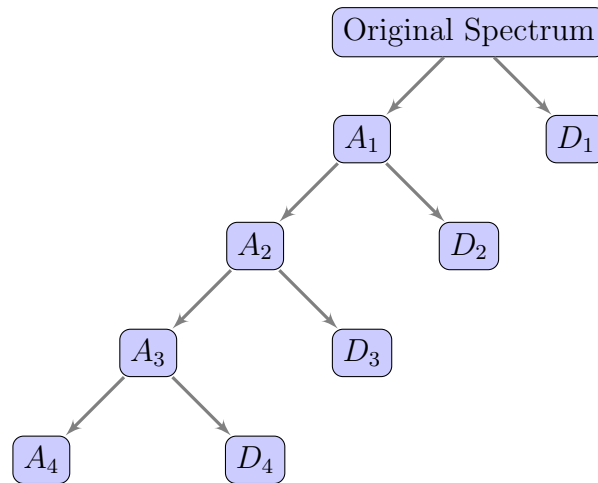 Original Spectrum
A₁
D₁
A₂
D₂
A₃
D₃
A₄
D₄